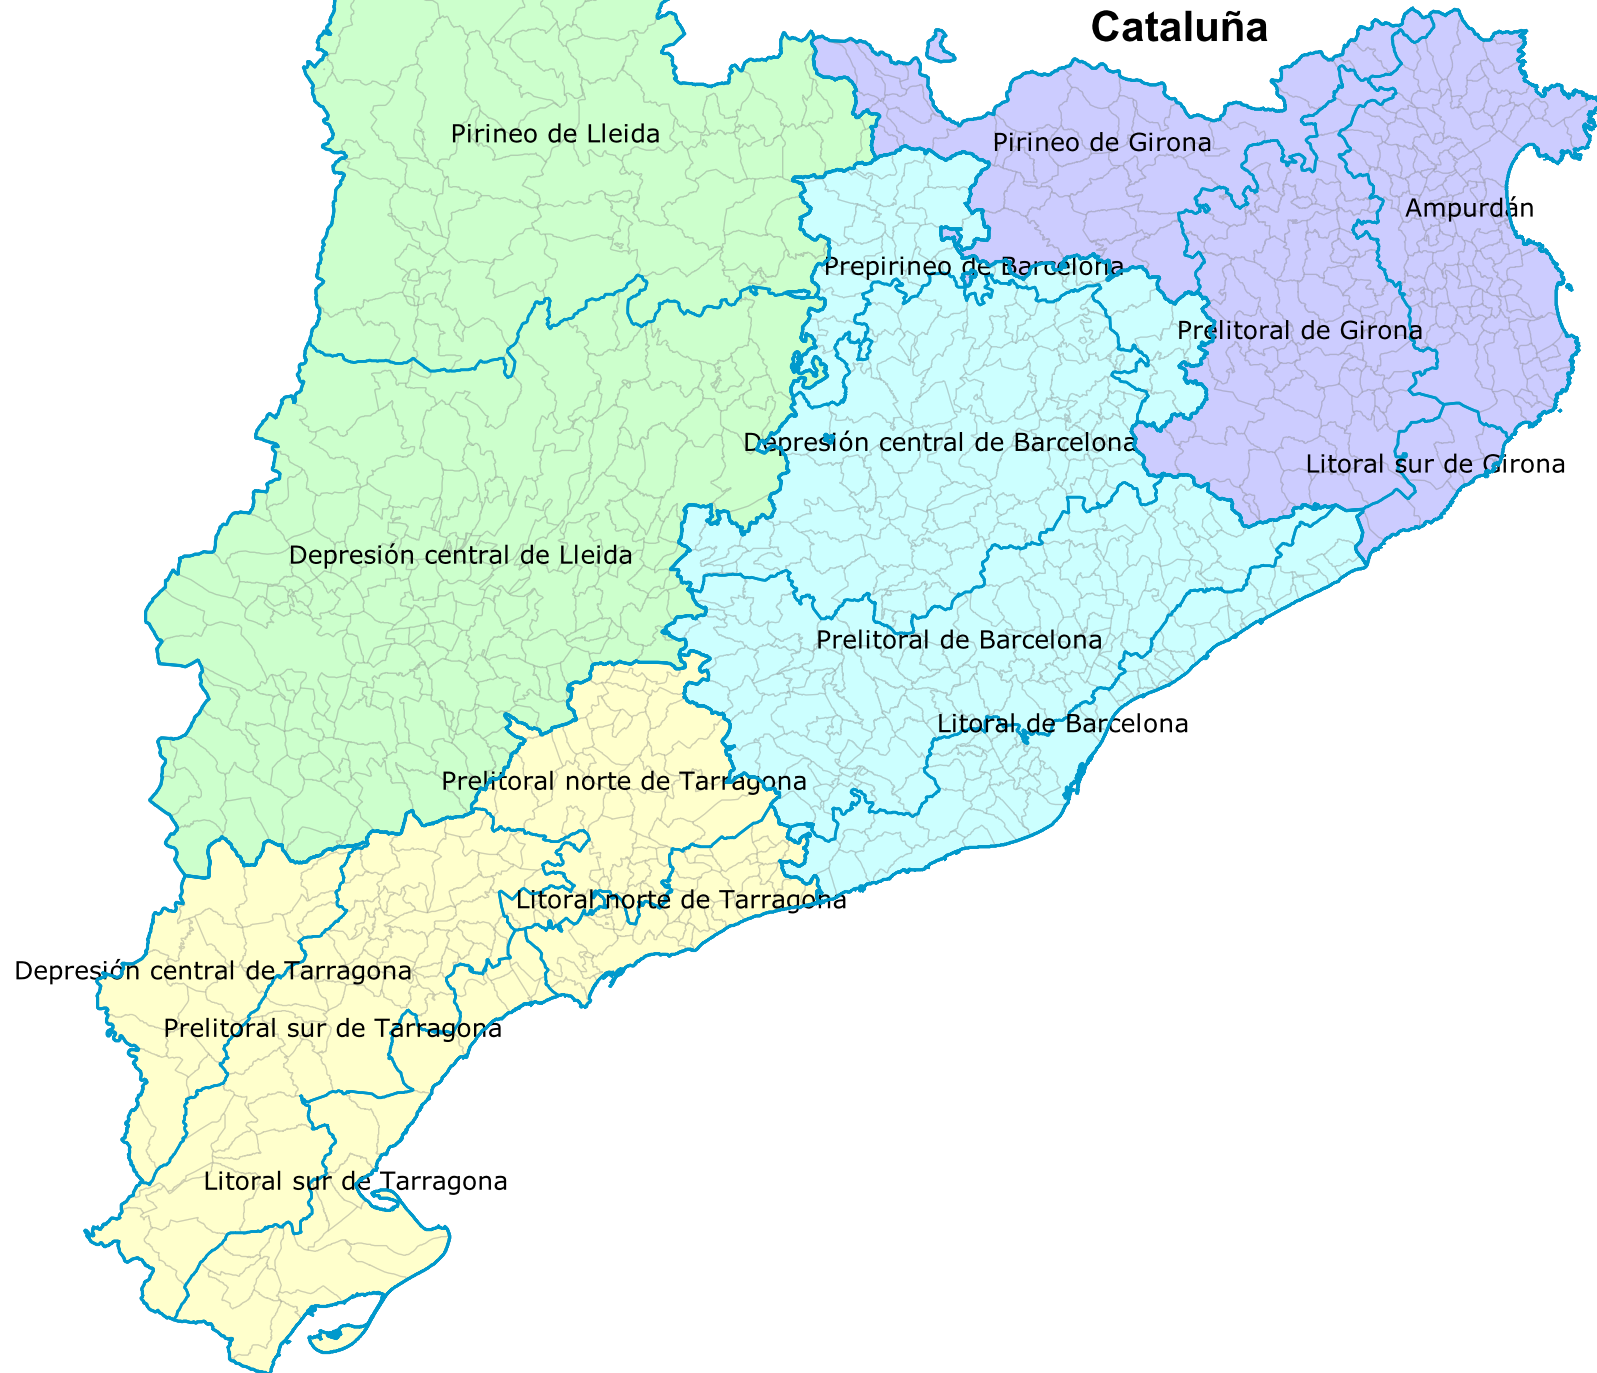 Cataluña
Pirineo de Lleida
Pirineo de Girona
Ampurdán
Prepirineo de Barcelona
Prelitoral de Girona
Depresión central de Barcelona
Litoral sur de Girona
Depresión central de Lleida
Prelitoral de Barcelona
Litoral de Barcelona
Prelitoral norte de Tarragona
Litoral norte de Tarragona
Depresión central de Tarragona
Prelitoral sur de Tarragona
Litoral sur de Tarragona